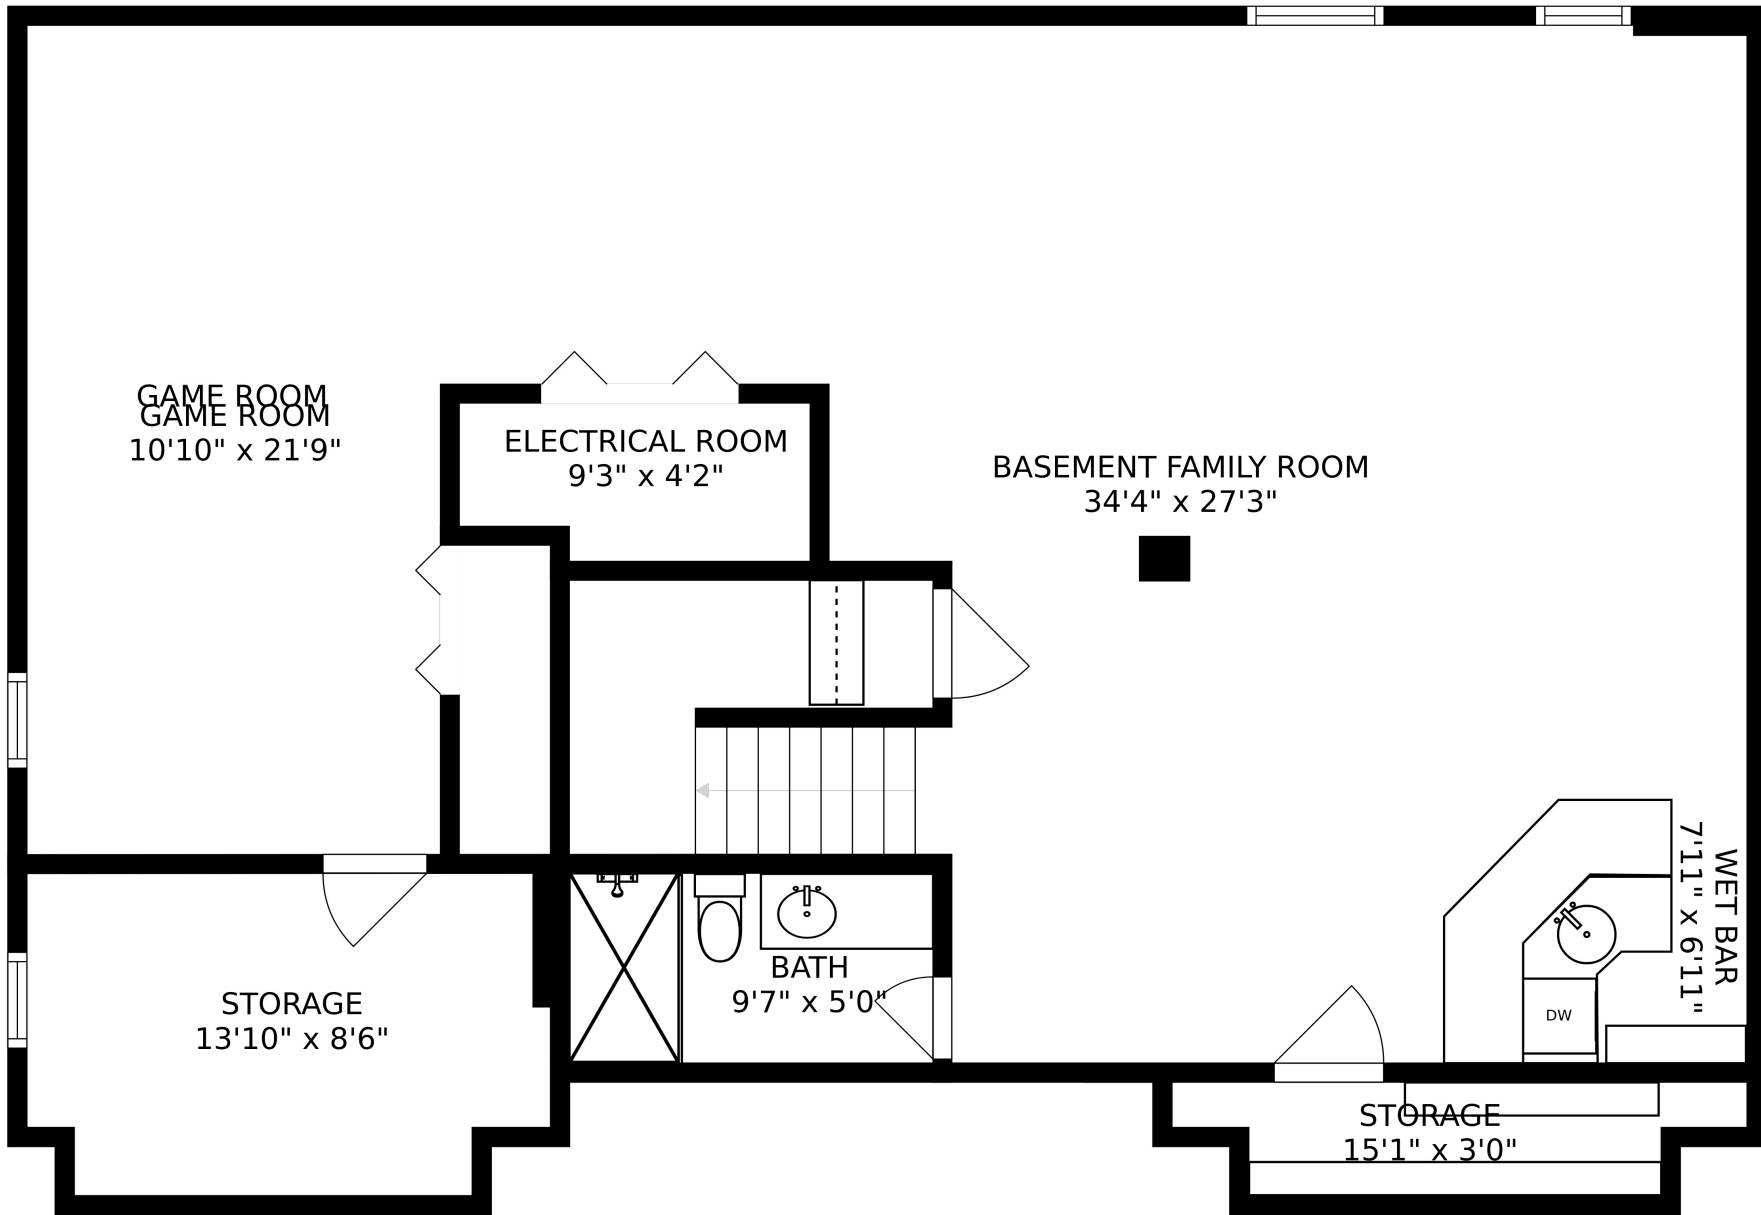 GAME ROOM
GAME ROOM
10'10" x 21'9"
ELECTRICAL ROOM
9'3" x 4'2"
BASEMENT FAMILY ROOM
34'4" x 27'3"
WET BAR
7'11" x 6'11"
DW
BATH
9'7" x 5'0"
STORAGE
13'10" x 8'6"
STORAGE
15'1" x 3'0"